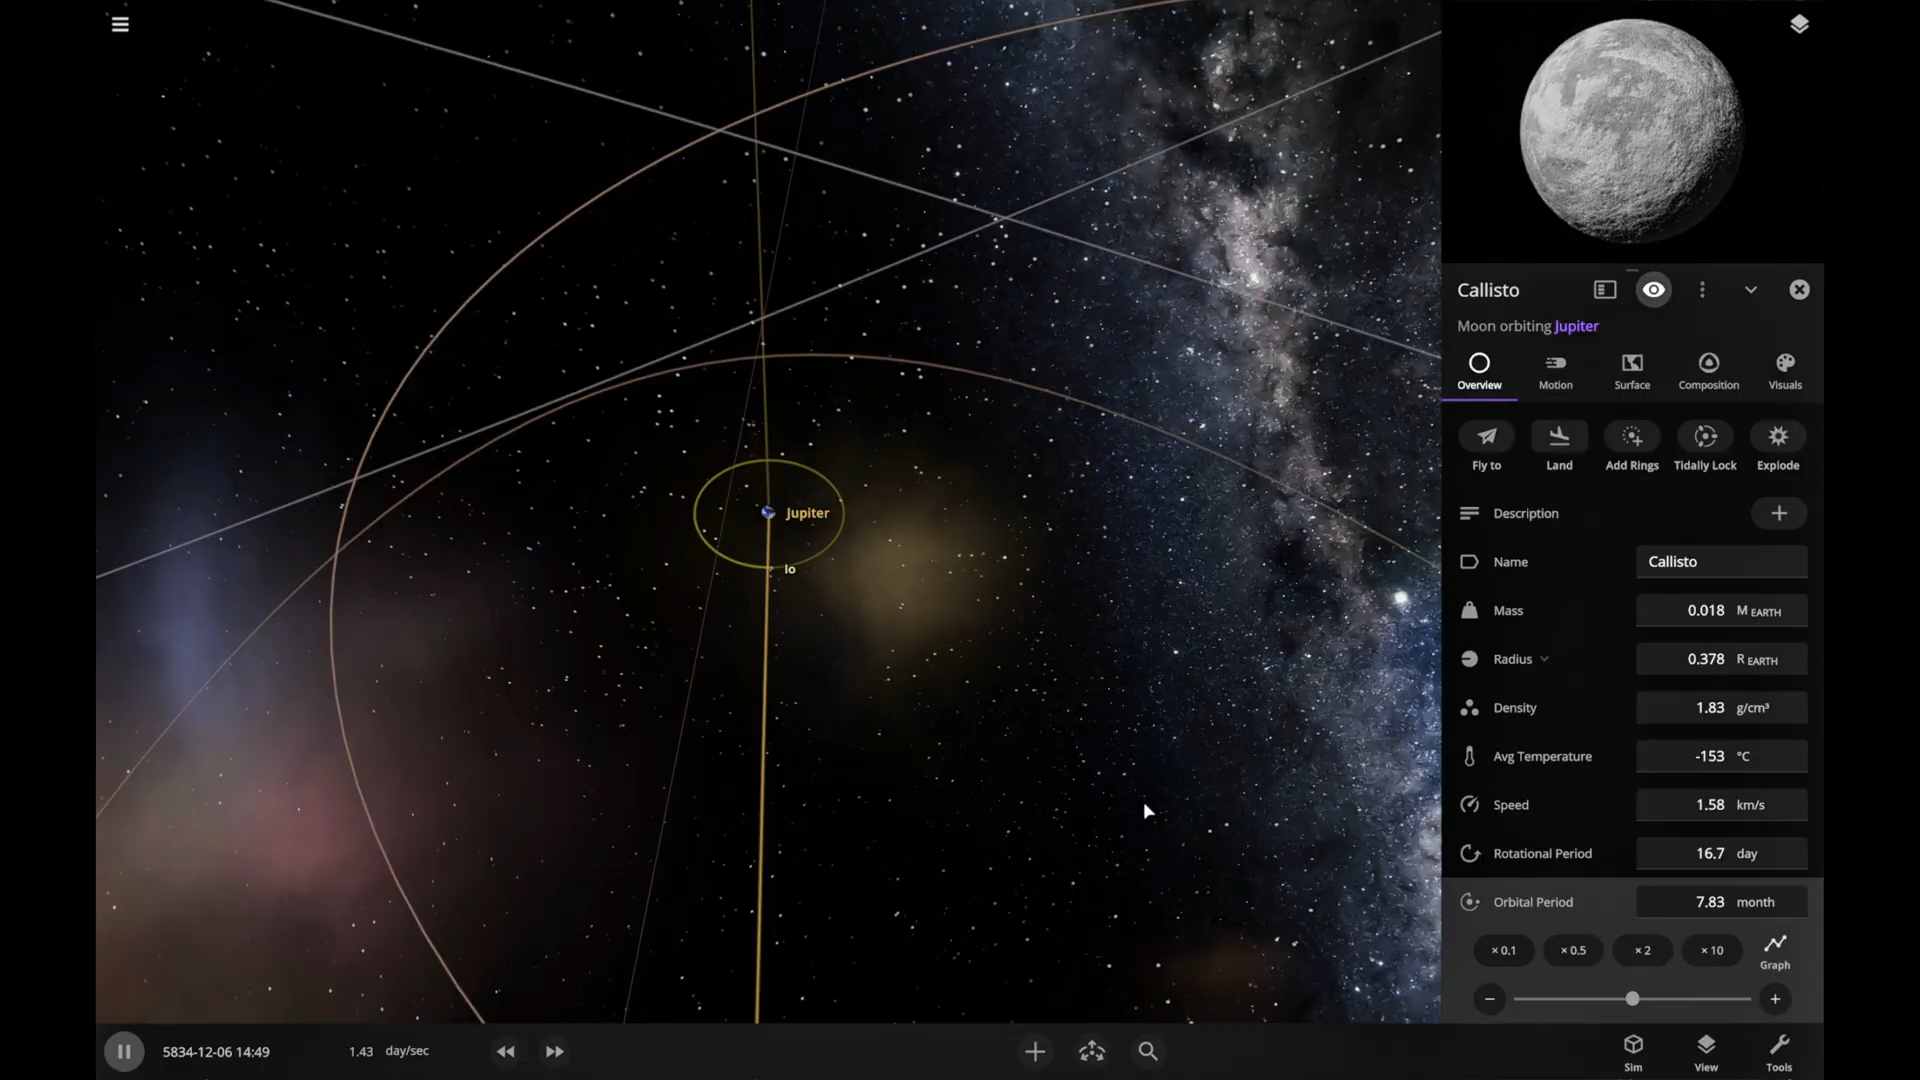 Jupiter
Io
Callisto
Moon orbiting Jupiter
Overview
Motion
Surface
Composition
Visuals
Fly to
Land
Add Rings
Tidally Lock
Explode
Description
Name Callisto
Mass 0.018 M EARTH
Radius 0.378 R EARTH
Density 1.83 g/cm³
Avg Temperature -153 °C
Speed 1.58 km/s
Rotational Period 16.7 day
Orbital Period 7.83 month
× 0.1 × 0.5 × 2 × 10 Graph
5834-12-06 14:49 1.43 day/sec
Sim View Tools